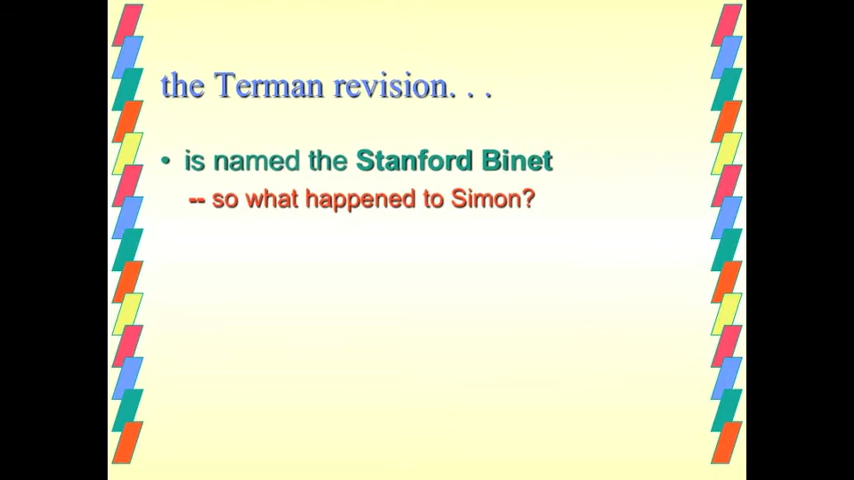 the Terman revision. . .
• is named the Stanford Binet
-- so what happened to Simon?